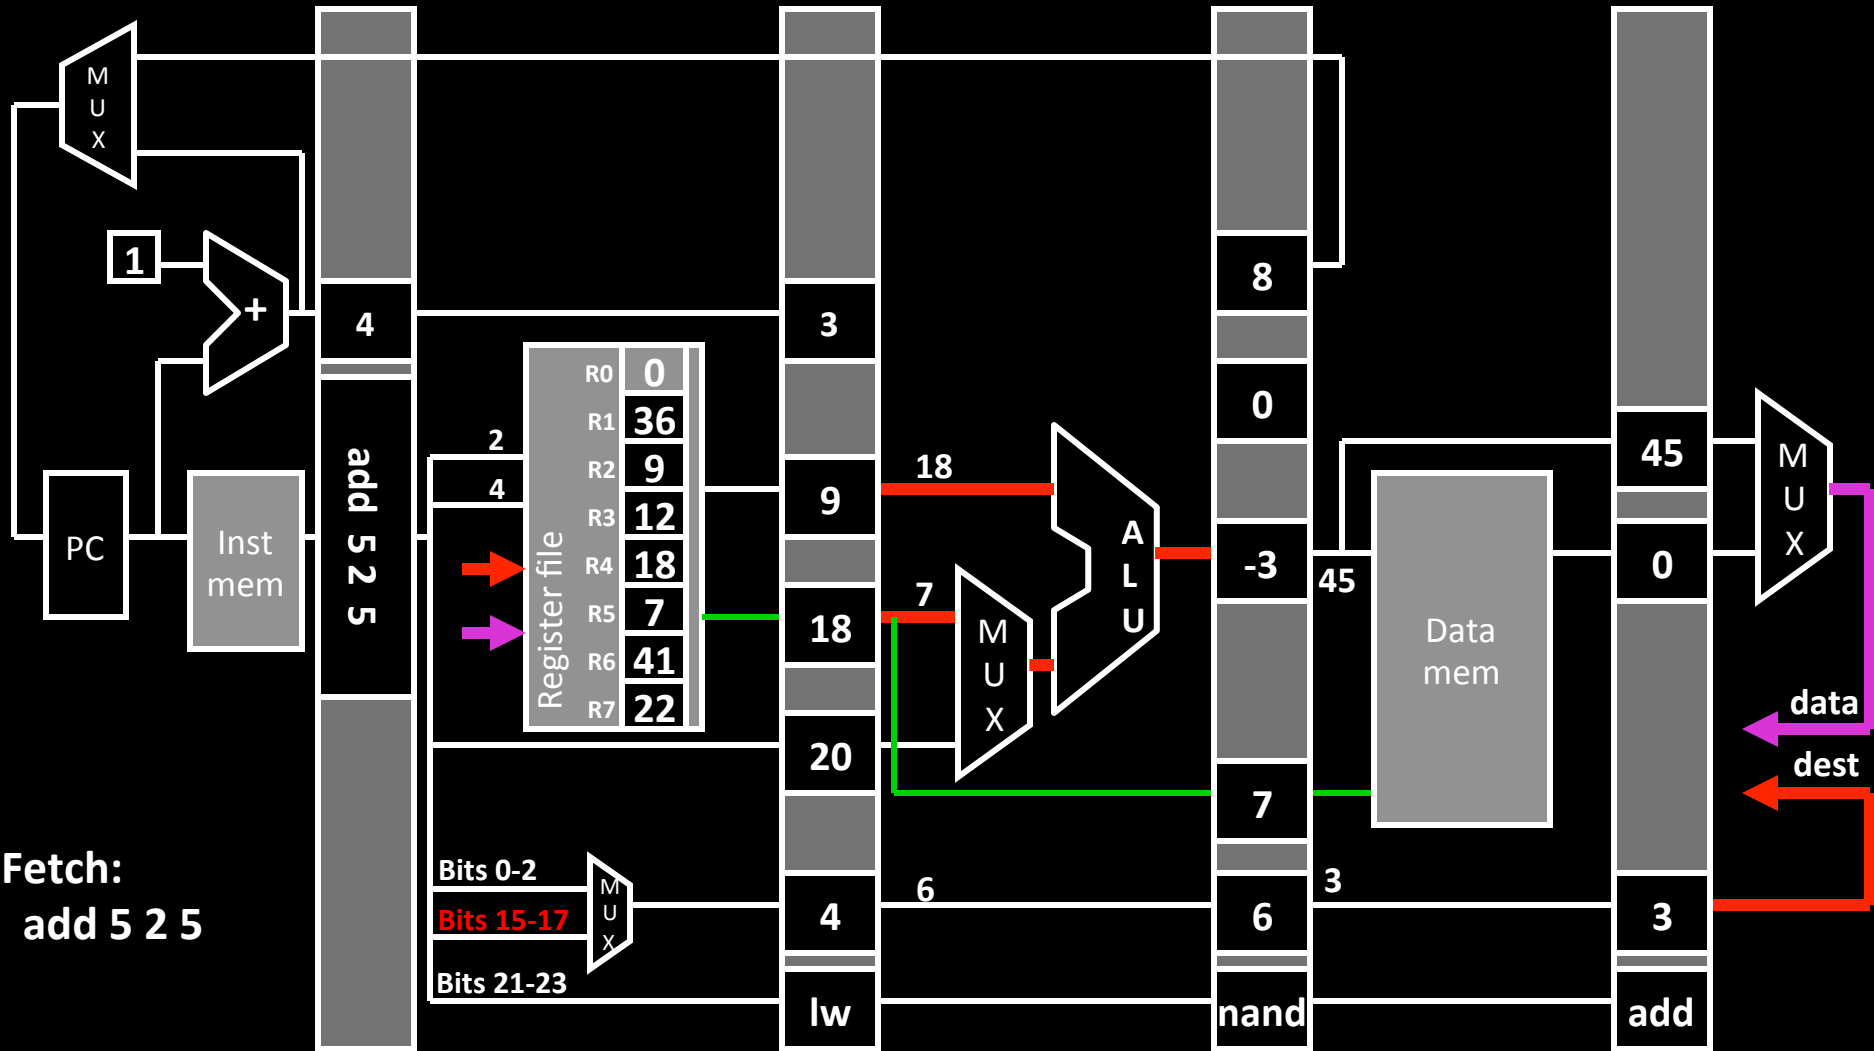 M
U
X
1
+
PC
Inst
mem
4
add 5 2 5
2
4
Register file
R0 0
R1 36
R2 9
R3 12
R4 18
R5 7
R6 41
R7 22
Bits 0-2
Bits 15-17
Bits 21-23
M
U
X
3
9
18
20
4
lw
18
7
6
M
U
X
A
L
U
8
0
-3
7
6
nand
45
3
Data
mem
45
0
3
add
M
U
X
data
dest
Fetch:
add 5 2 5